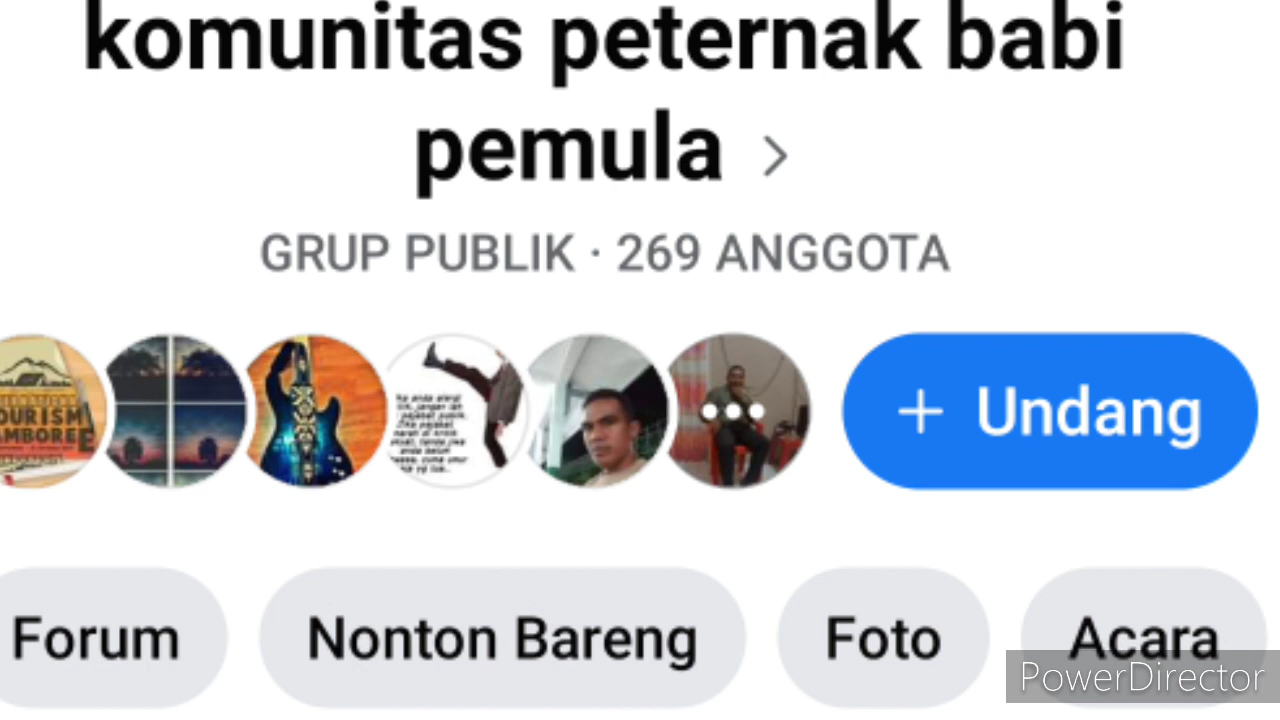 komunitas peternak babi
pemula >
GRUP PUBLIK · 269 ANGGOTA
+ Undang
Forum
Nonton Bareng
Foto
Acara
PowerDirector